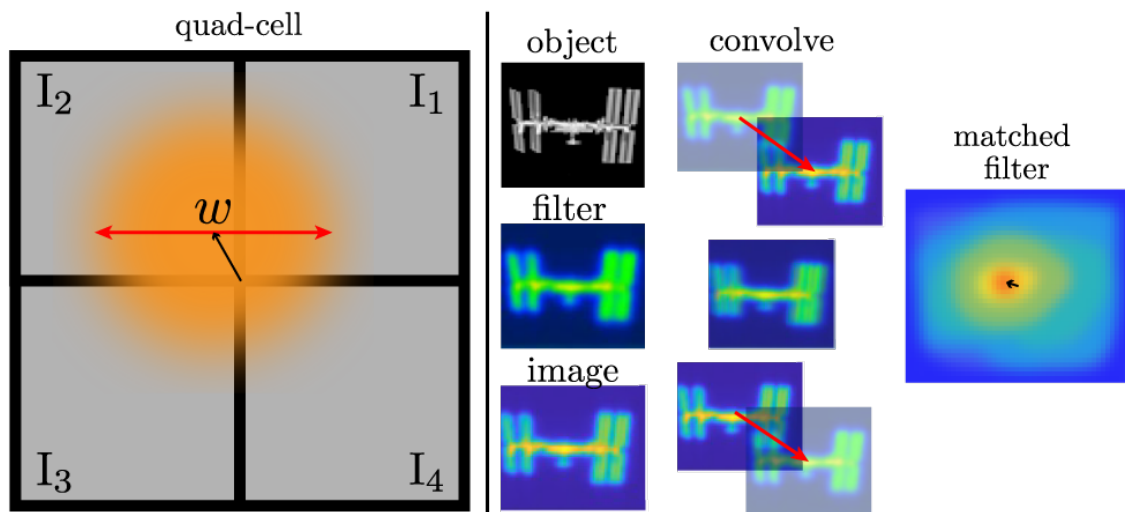 quad-cell
I₂
I₁
w
I₃
I₄
object
filter
image
convolve
matched
filter